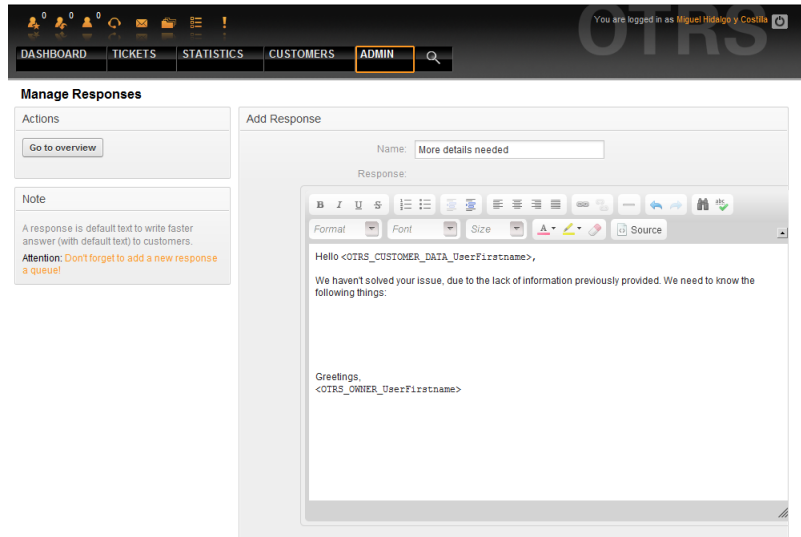 0 0 0
You are logged in as Miguel Hidalgo y Costilla
OTRS
DASHBOARD TICKETS STATISTICS CUSTOMERS ADMIN
Manage Responses
Actions
Go to overview
Note
A response is default text to write faster
answer (with default text) to customers.
Attention: Don't forget to add a new response
a queue!
Add Response
Name: More details needed
Response:
B I U S
Format Font Size A Source
Hello <OTRS_CUSTOMER_DATA_UserFirstname>,
We haven't solved your issue, due to the lack of information previously provided. We need to know the
following things:
Greetings,
<OTRS_OWNER_UserFirstname>